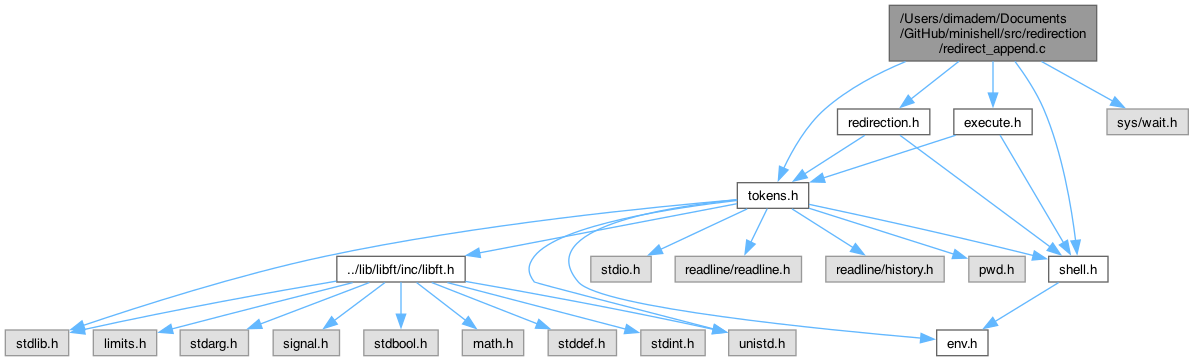 /Users/dimadem/Documents
/GitHub/minishell/src/redirection
/redirect_append.c
redirection.h
execute.h
sys/wait.h
tokens.h
../lib/libft/inc/libft.h
stdio.h
readline/readline.h
readline/history.h
pwd.h
shell.h
stdlib.h
limits.h
stdarg.h
signal.h
stdbool.h
math.h
stddef.h
stdint.h
unistd.h
env.h